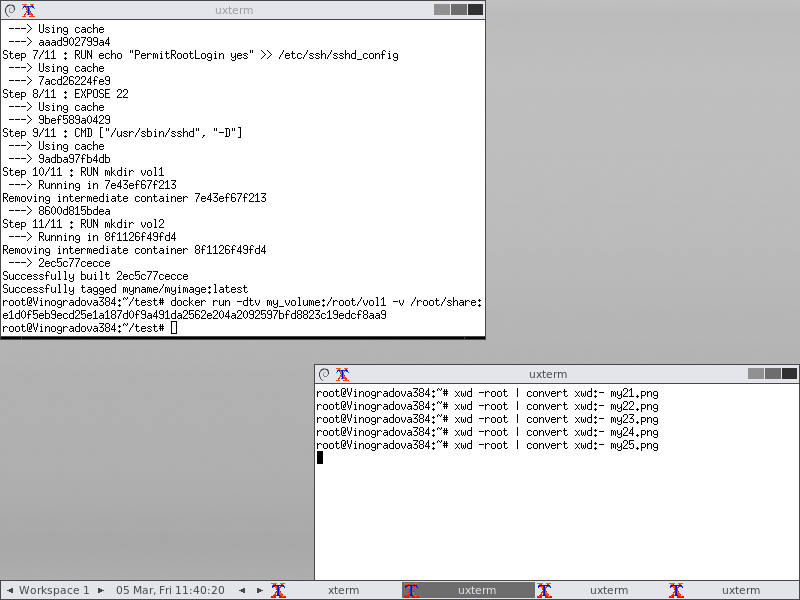 uxterm
---> Using cache
---> aaad902799a4
Step 7/11 : RUN echo "PermitRootLogin yes" >> /etc/ssh/sshd_config
---> Using cache
---> 7acd26224fe9
Step 8/11 : EXPOSE 22
---> Using cache
---> 9bef589a0429
Step 9/11 : CMD ["/usr/sbin/sshd", "-D"]
---> Using cache
---> 9adba97fb4db
Step 10/11 : RUN mkdir vol1
---> Running in 7e43ef67f213
Removing intermediate container 7e43ef67f213
---> 8600d815bdea
Step 11/11 : RUN mkdir vol2
---> Running in 8f1126f49fd4
Removing intermediate container 8f1126f49fd4
---> 2ec5c77cecce
Successfully built 2ec5c77cecce
Successfully tagged myname/myimage:latest
root@Vinogradova384:~/test# docker run -dtv my_volume:/root/vol1 -v /root/share:
e1d0f5eb9ecd25e1a187d0f9a491da2562e204a2092597bfd8823c19edcf8aa9
root@Vinogradova384:~/test#
uxterm
root@Vinogradova384:~# xwd -root | convert xwd:- my21.png
root@Vinogradova384:~# xwd -root | convert xwd:- my22.png
root@Vinogradova384:~# xwd -root | convert xwd:- my23.png
root@Vinogradova384:~# xwd -root | convert xwd:- my24.png
root@Vinogradova384:~# xwd -root | convert xwd:- my25.png
Workspace 1 05 Mar, Fri 11:40:20 xterm uxterm uxterm uxterm